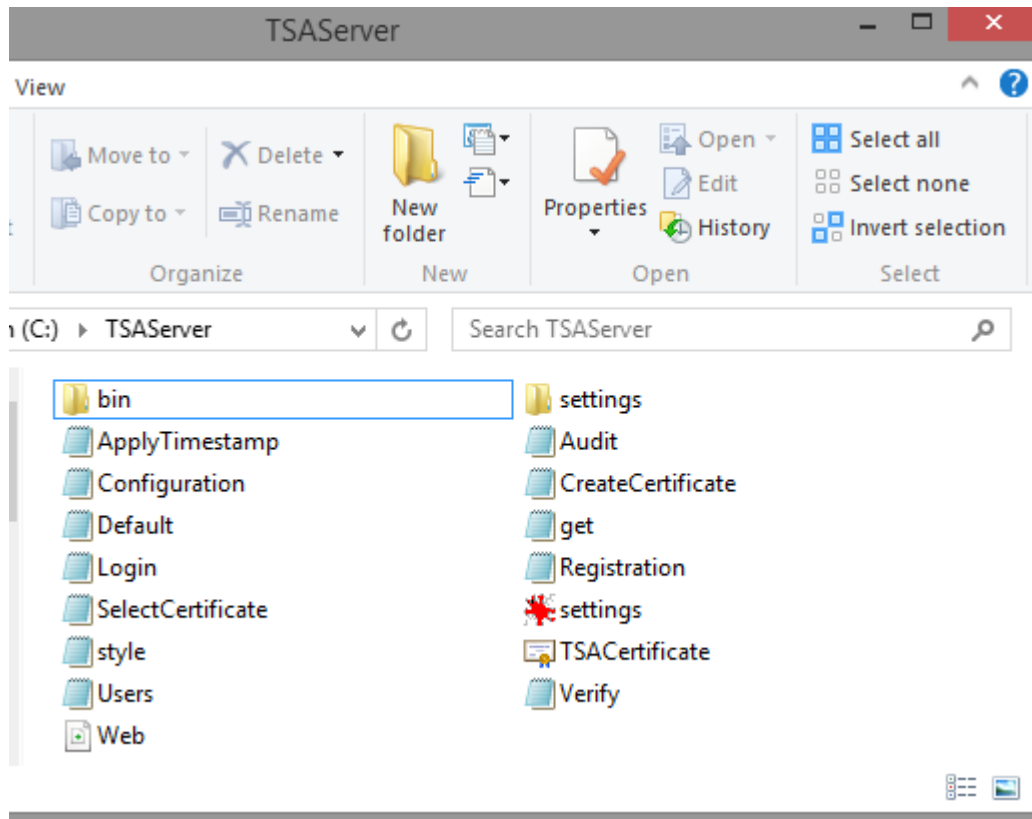 TSAServer
View
Move to
Delete
Copy to
Rename
Organize
New folder
New
Properties
Open
Edit
History
Open
Select all
Select none
Invert selection
Select
(C:) TSAServer
Search TSAServer
bin
settings
ApplyTimestamp
Audit
Configuration
CreateCertificate
Default
get
Login
Registration
SelectCertificate
settings
style
TSACertificate
Users
Verify
Web